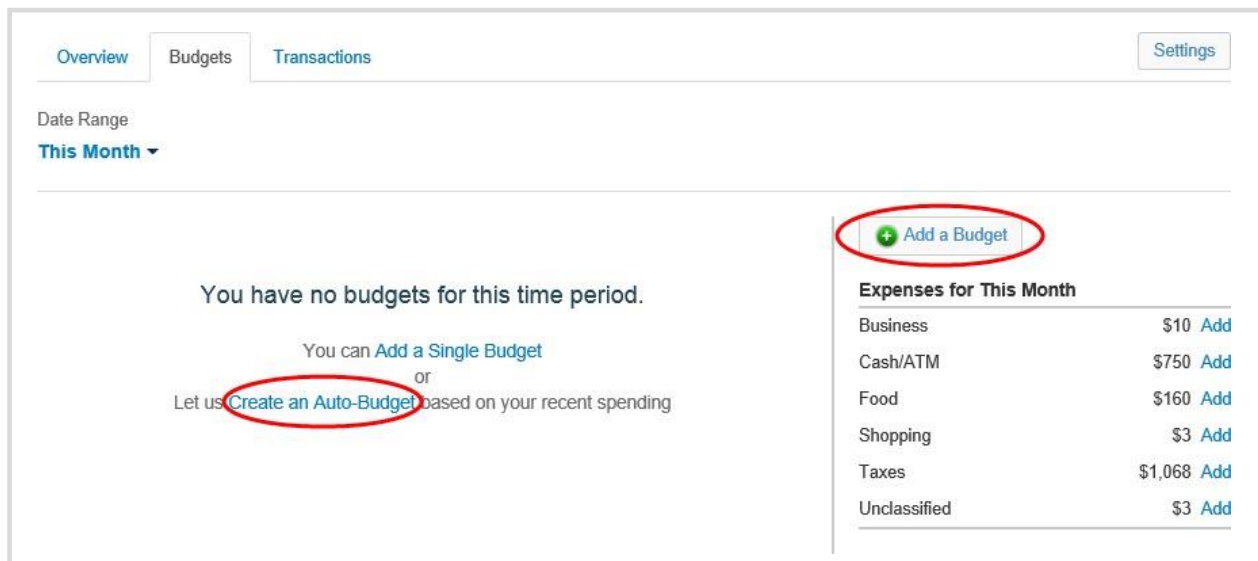 Overview Budgets Transactions Settings
Date Range
This Month
Add a Budget
You have no budgets for this time period.
You can Add a Single Budget
or
Let us Create an Auto-Budget based on your recent spending
Expenses for This Month
Business $10 Add
Cash/ATM $750 Add
Food $160 Add
Shopping $3 Add
Taxes $1,068 Add
Unclassified $3 Add